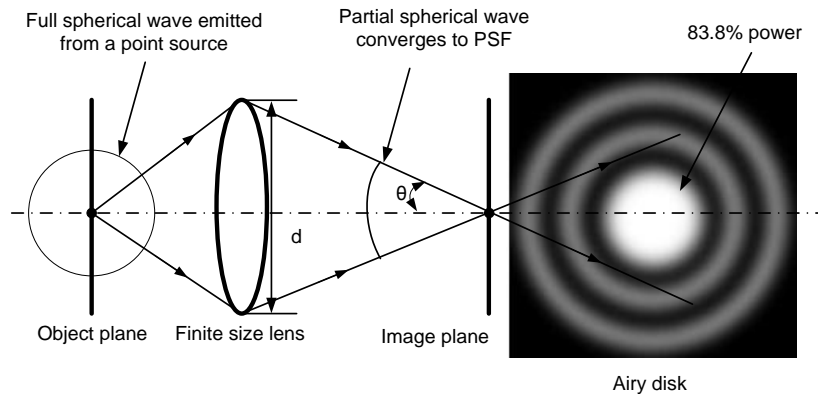 Full spherical wave emitted
from a point source
Partial spherical wave
converges to PSF
83.8% power
θ
d
Object plane
Finite size lens
Image plane
Airy disk